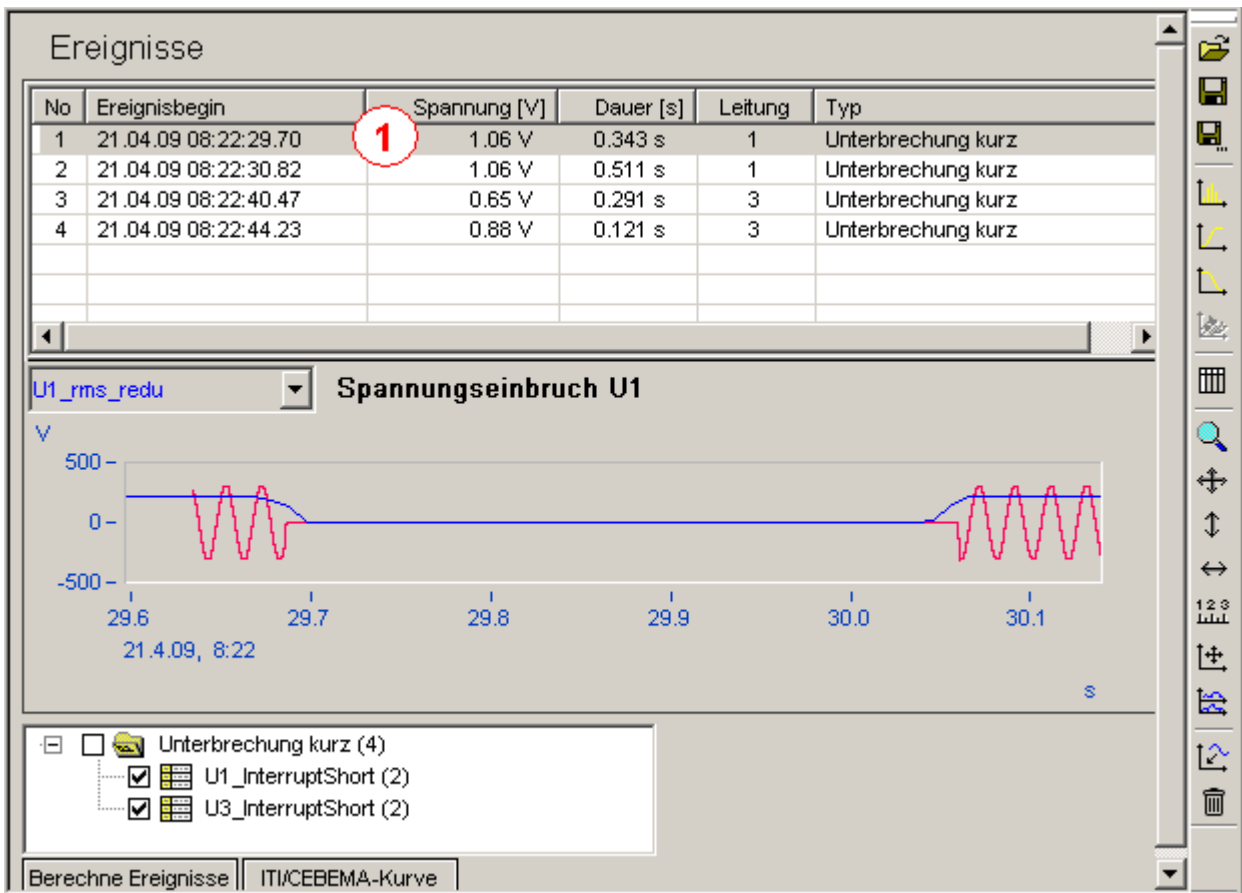 Ereignisse
No Ereignisbegin Spannung [V] Dauer [s] Leitung Typ
1 21.04.09 08:22:29.70 1 1.06 V 0.343 s 1 Unterbrechung kurz
2 21.04.09 08:22:30.82 1.06 V 0.511 s 1 Unterbrechung kurz
3 21.04.09 08:22:40.47 0.65 V 0.291 s 3 Unterbrechung kurz
4 21.04.09 08:22:44.23 0.88 V 0.121 s 3 Unterbrechung kurz
U1_rms_redu Spannungseinbruch U1
V
500
0
-500
29.6 29.7 29.8 29.9 30.0 30.1
21.4.09, 8:22
s
1 2 3
Unterbrechung kurz (4)
U1_InterruptShort (2)
U3_InterruptShort (2)
Berechne Ereignisse ITI/CEBEMA-Kurve